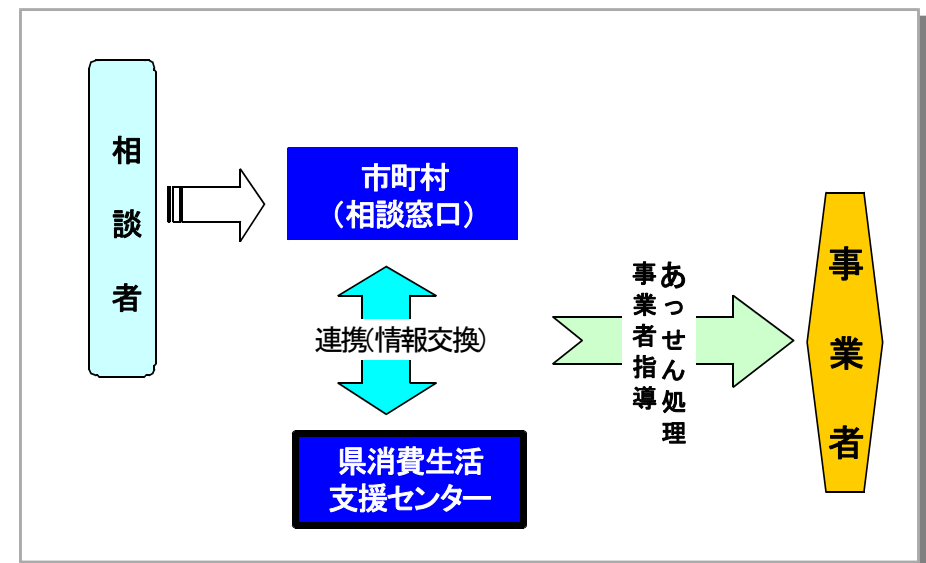 相談者
市町村
（相談窓口）
連携(情報交換)
県消費生活
支援センター
あっせん処理
事業者指導
事業者